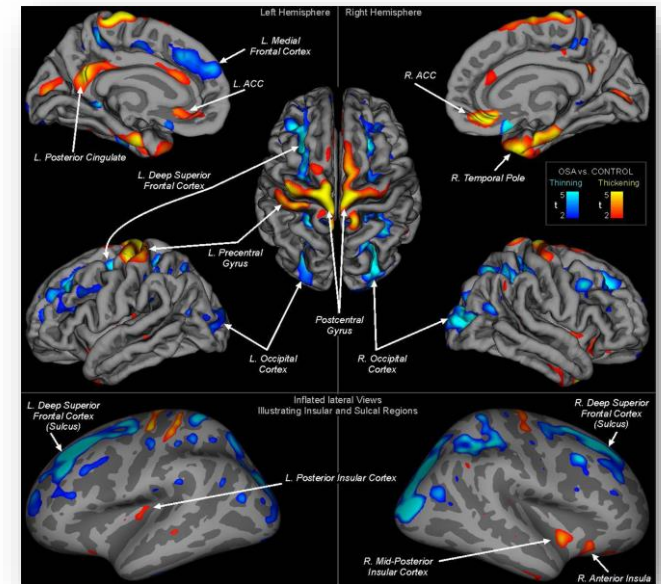 Left Hemisphere
Right Hemisphere
L. Medial
Frontal Cortex
L. ACC
R. ACC
L. Posterior Cingulate
L. Deep Superior
Frontal Cortex
R. Temporal Pole
OSA vs. CONTROL
Thinning
Thickening
5
t
2
5
t
2
L. Precentral
Gyrus
Postcentral
Gyrus
L. Occipital
Cortex
R. Occipital
Cortex
Inflated lateral Views
Illustrating Insular and Sulcal Regions
L. Deep Superior
Frontal Cortex
(Sulcus)
R. Deep Superior
Frontal Cortex
(Sulcus)
L. Posterior Insular Cortex
R. Mid-Posterior
Insular Cortex
R. Anterior Insula